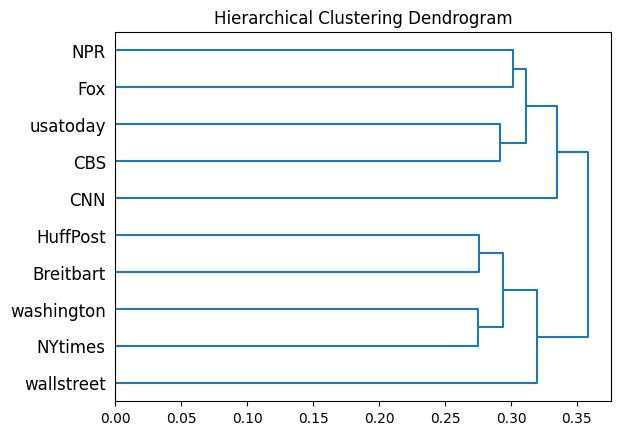 Hierarchical Clustering Dendrogram
NPR
Fox
usatoday
CBS
CNN
HuffPost
Breitbart
washington
NYtimes
wallstreet
0.00 0.05 0.10 0.15 0.20 0.25 0.30 0.35